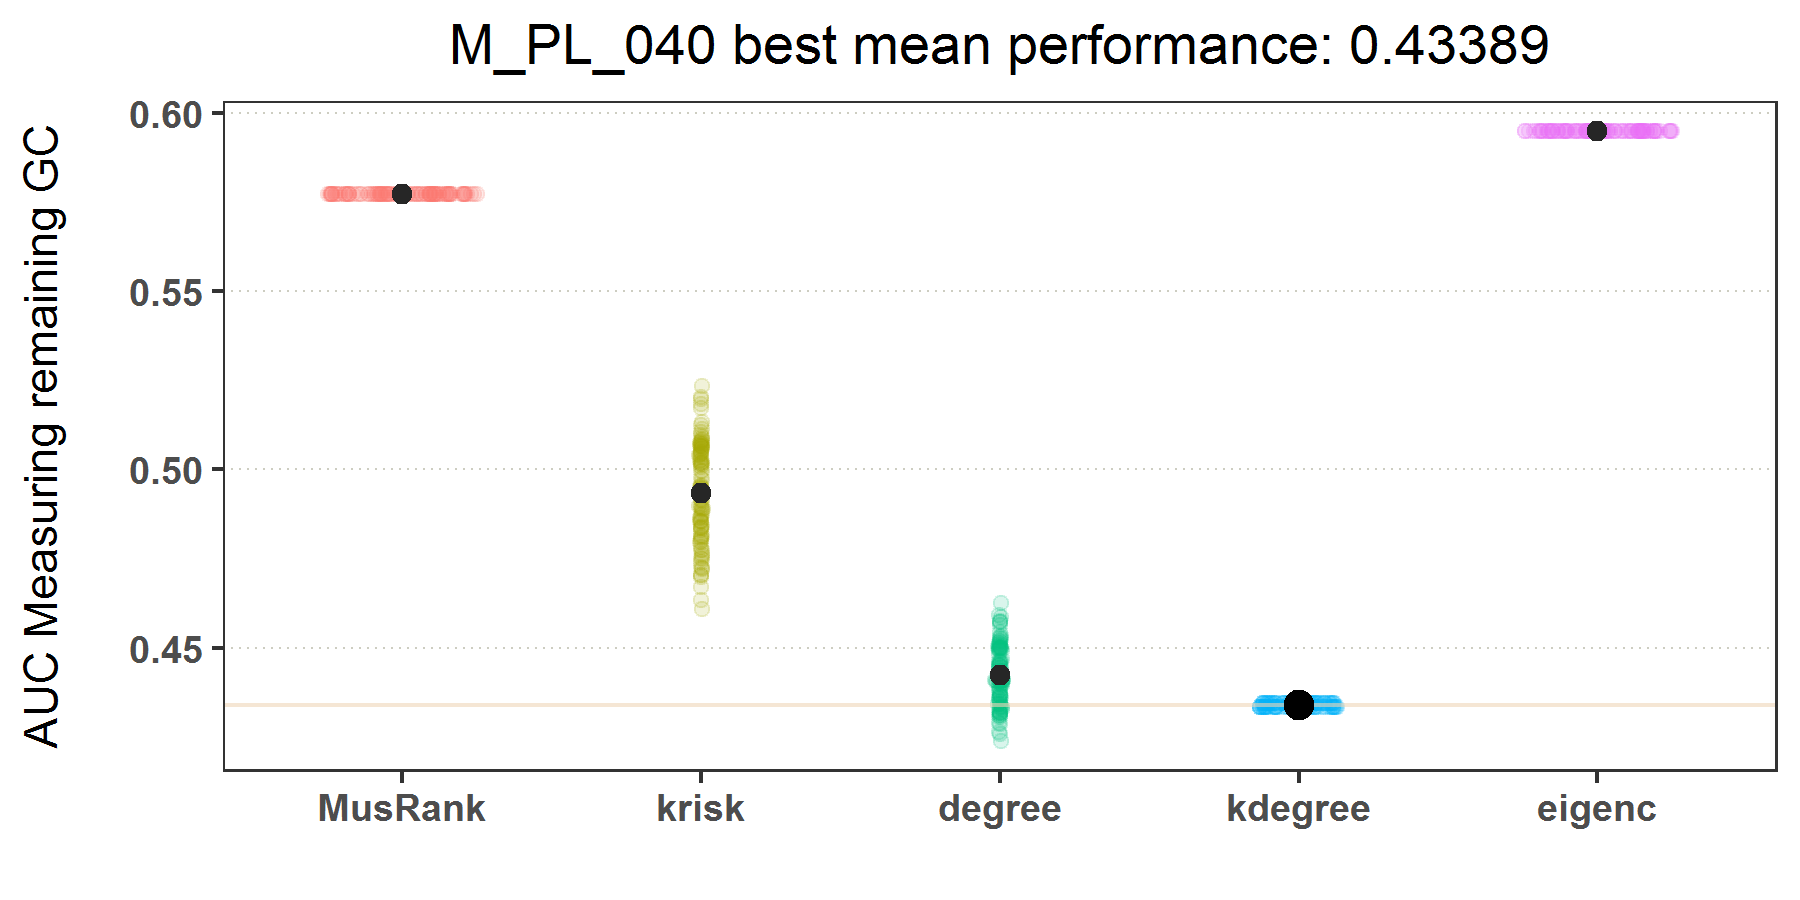 M_PL_040 best mean performance: 0.43389
AUC Measuring remaining GC
0.60
0.55
0.50
0.45
MusRank krisk degree kdegree eigenc